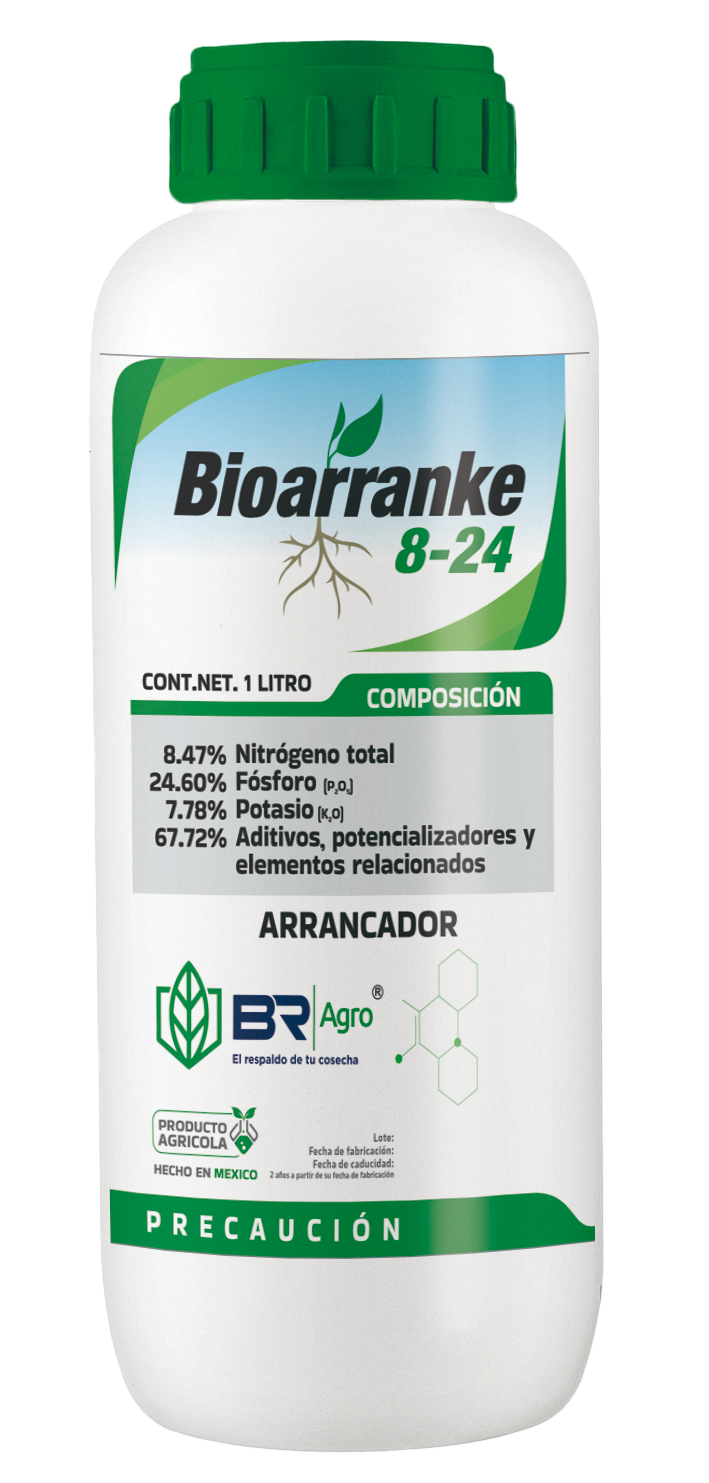 Bioarranke
8-24
CONT.NET. 1 LITRO
COMPOSICIÓN
8.47% Nitrógeno total
24.60% Fósforo (P₂O₅)
7.78% Potasio (K₂O)
67.72% Aditivos, potencializadores y
elementos relacionados
ARRANCADOR
BR Agro ®
El respaldo de tu cosecha
PRODUCTO
AGRICOLA
HECHO EN MEXICO
Lote:
Fecha de fabricación:
Fecha de caducidad:
2 años a partir de su fecha de fabricación
PRECAUCIÓN